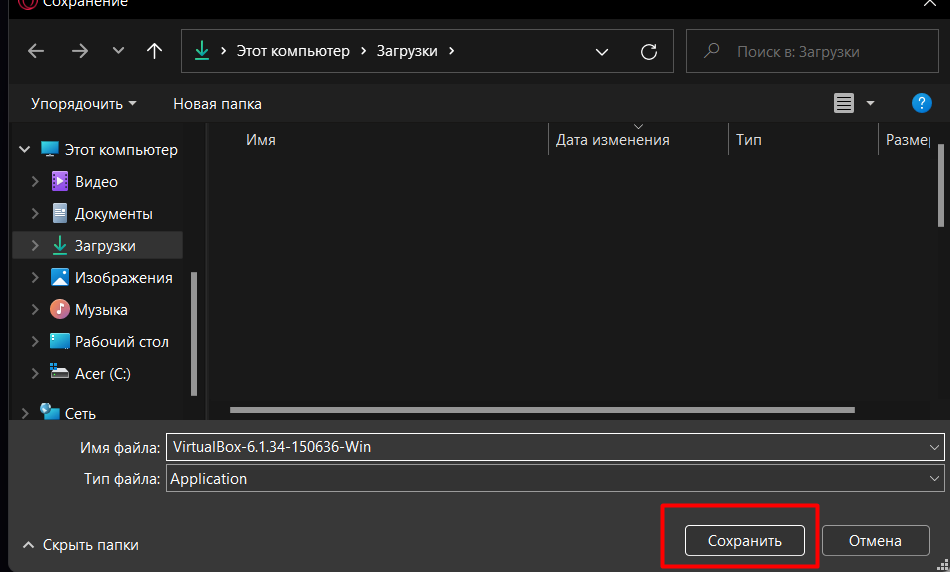 Сохранение
Этот компьютер Загрузки
Поиск в: Загрузки
Упорядочить Новая папка
?
Имя Дата изменения Тип
Этот компьютер
Видео
Документы
Загрузки
Изображения
Музыка
Рабочий стол
Acer (C:)
Сеть
Имя файла: VirtualBox-6.1.34-150636-Win
Тип файла: Application
Скрыть папки Сохранить Отмена